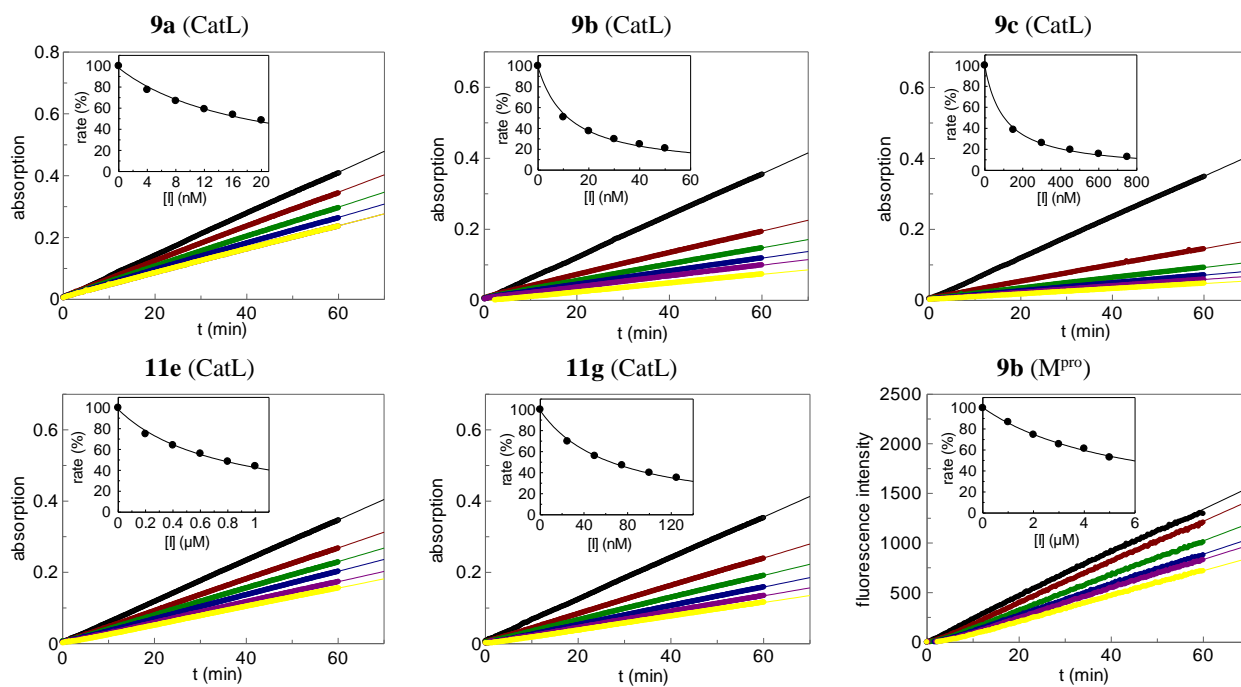 9a (CatL)
0.8
0.6
0.4
0.2
0
absorption
0 20 40 60
t (min)
100
80
60
40
20
0
rate (%)
0 4 8 12 16 20
[I] (nM)
9b (CatL)
0.6
0.4
0.2
0
absorption
0 20 40 60
t (min)
100
80
60
40
20
0
rate (%)
0 20 40 60
[I] (nM)
9c (CatL)
0.6
0.4
0.2
0
absorption
0 20 40 60
t (min)
100
80
60
40
20
0
rate (%)
0 200 400 600 800
[I] (nM)
11e (CatL)
0.6
0.4
0.2
0
absorption
0 20 40 60
t (min)
100
80
60
40
20
0
rate (%)
0 0.2 0.4 0.6 0.8 1
[I] (µM)
11g (CatL)
0.6
0.4
0.2
0
absorption
0 20 40 60
t (min)
100
80
60
40
20
0
rate (%)
0 40 80 120
[I] (nM)
9b (Mpro)
2500
2250
2000
1750
1500
1250
1000
750
500
250
0
fluorescence intensity
0 20 40 60
t (min)
100
80
60
40
20
0
rate (%)
0 2 4 6
[I] (µM)